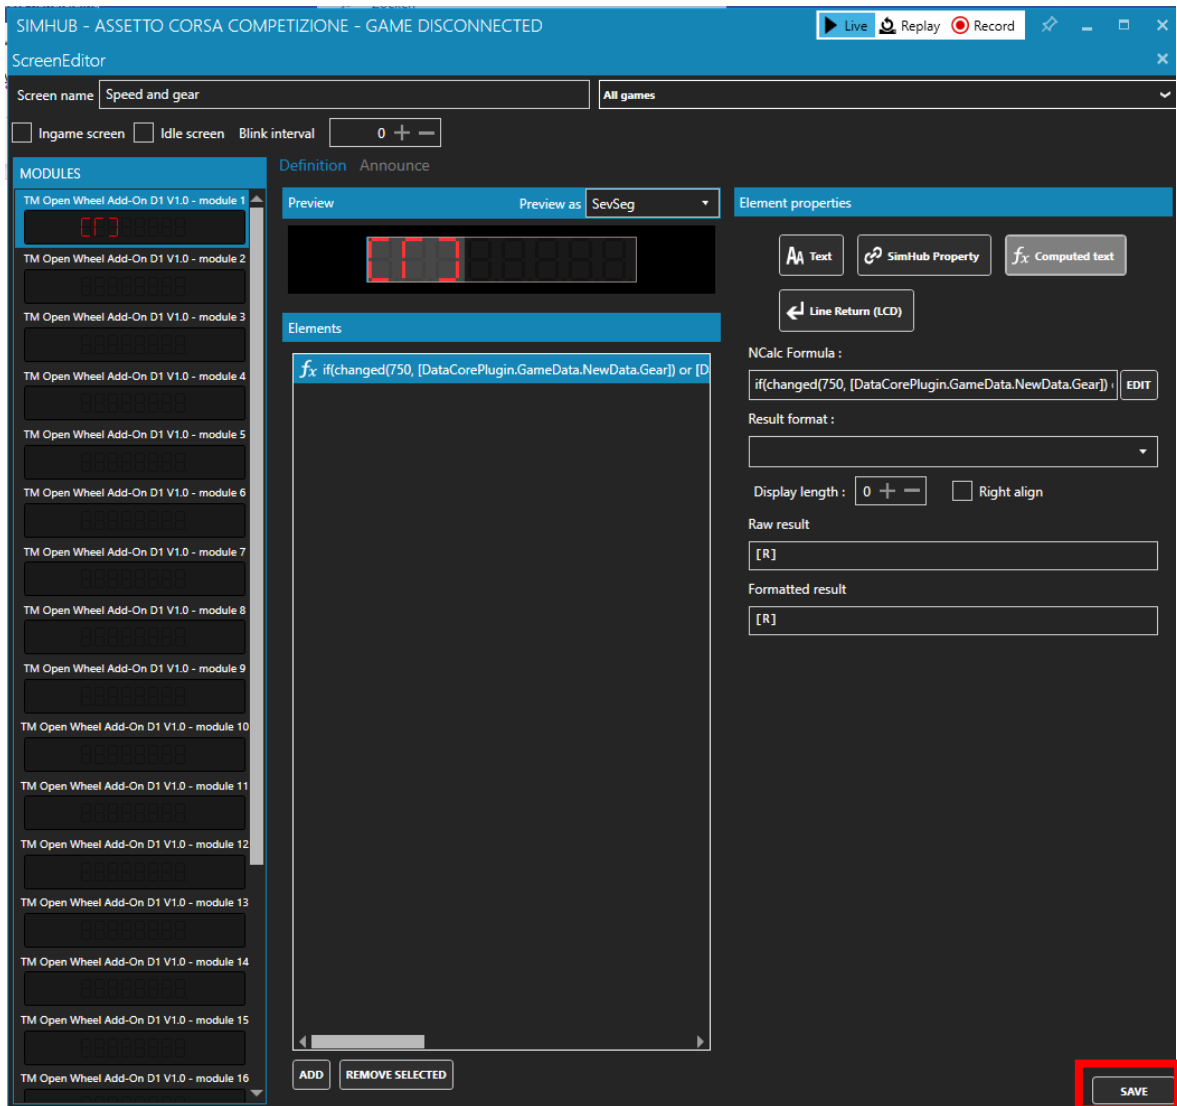 SIMHUB - ASSETTO CORSA COMPETIZIONE - GAME DISCONNECTED
Live Replay Record
ScreenEditor
Screen name Speed and gear All games
Ingame screen Idle screen Blink interval 0
MODULES
Definition Announce
TM Open Wheel Add-On D1 V1.0 - module 1
TM Open Wheel Add-On D1 V1.0 - module 2
TM Open Wheel Add-On D1 V1.0 - module 3
TM Open Wheel Add-On D1 V1.0 - module 4
TM Open Wheel Add-On D1 V1.0 - module 5
TM Open Wheel Add-On D1 V1.0 - module 6
TM Open Wheel Add-On D1 V1.0 - module 7
TM Open Wheel Add-On D1 V1.0 - module 8
TM Open Wheel Add-On D1 V1.0 - module 9
TM Open Wheel Add-On D1 V1.0 - module 10
TM Open Wheel Add-On D1 V1.0 - module 11
TM Open Wheel Add-On D1 V1.0 - module 12
TM Open Wheel Add-On D1 V1.0 - module 13
TM Open Wheel Add-On D1 V1.0 - module 14
TM Open Wheel Add-On D1 V1.0 - module 15
TM Open Wheel Add-On D1 V1.0 - module 16
Preview Preview as SevSeg
Elements
fx if(changed(750, [DataCorePlugin.GameData.NewData.Gear]) or [D
ADD REMOVE SELECTED
Element properties
AA Text SimHub Property fx Computed text
Line Return (LCD)
NCalc Formula :
if(changed(750, [DataCorePlugin.GameData.NewData.Gear]) EDIT
Result format :
Display length : 0 Right align
Raw result
[R]
Formatted result
[R]
SAVE